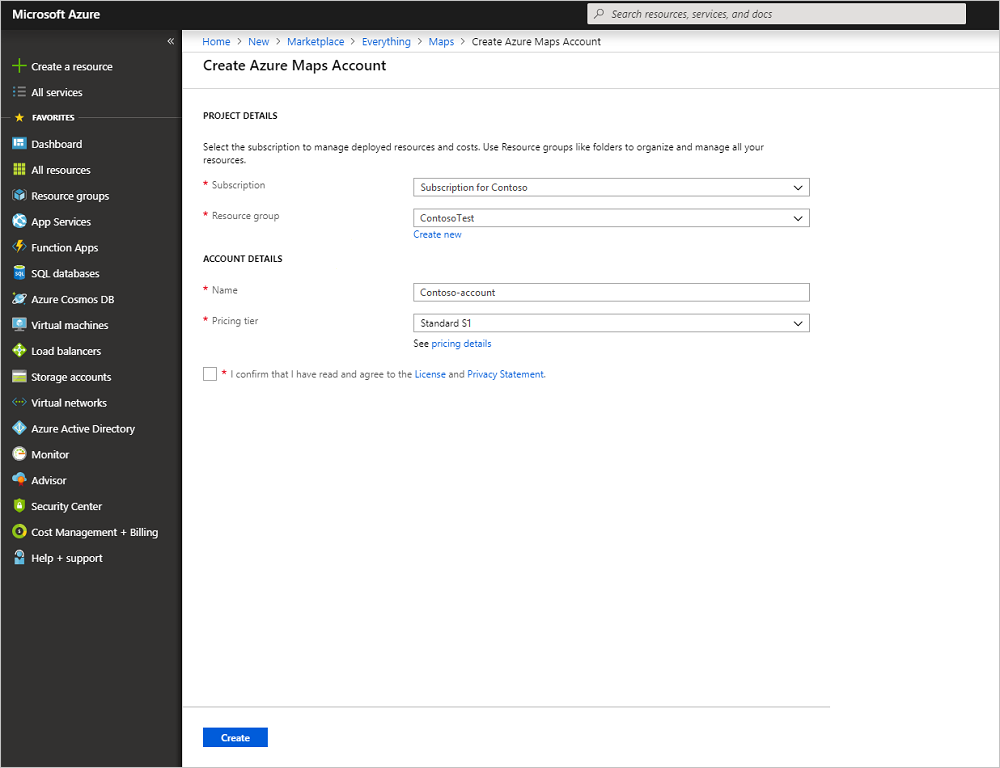 Microsoft Azure
Search resources, services, and docs
«
Create a resource
All services
FAVORITES
Dashboard
All resources
Resource groups
App Services
Function Apps
SQL databases
Azure Cosmos DB
Virtual machines
Load balancers
Storage accounts
Virtual networks
Azure Active Directory
Monitor
Advisor
Security Center
Cost Management + Billing
Help + support
Home > New > Marketplace > Everything > Maps > Create Azure Maps Account
Create Azure Maps Account
PROJECT DETAILS
Select the subscription to manage deployed resources and costs. Use Resource groups like folders to organize and manage all your
resources.
* Subscription
Subscription for Contoso
* Resource group
ContosoTest
Create new
ACCOUNT DETAILS
* Name
Contoso-account
* Pricing tier
Standard S1
See pricing details
* I confirm that I have read and agree to the License and Privacy Statement.
Create